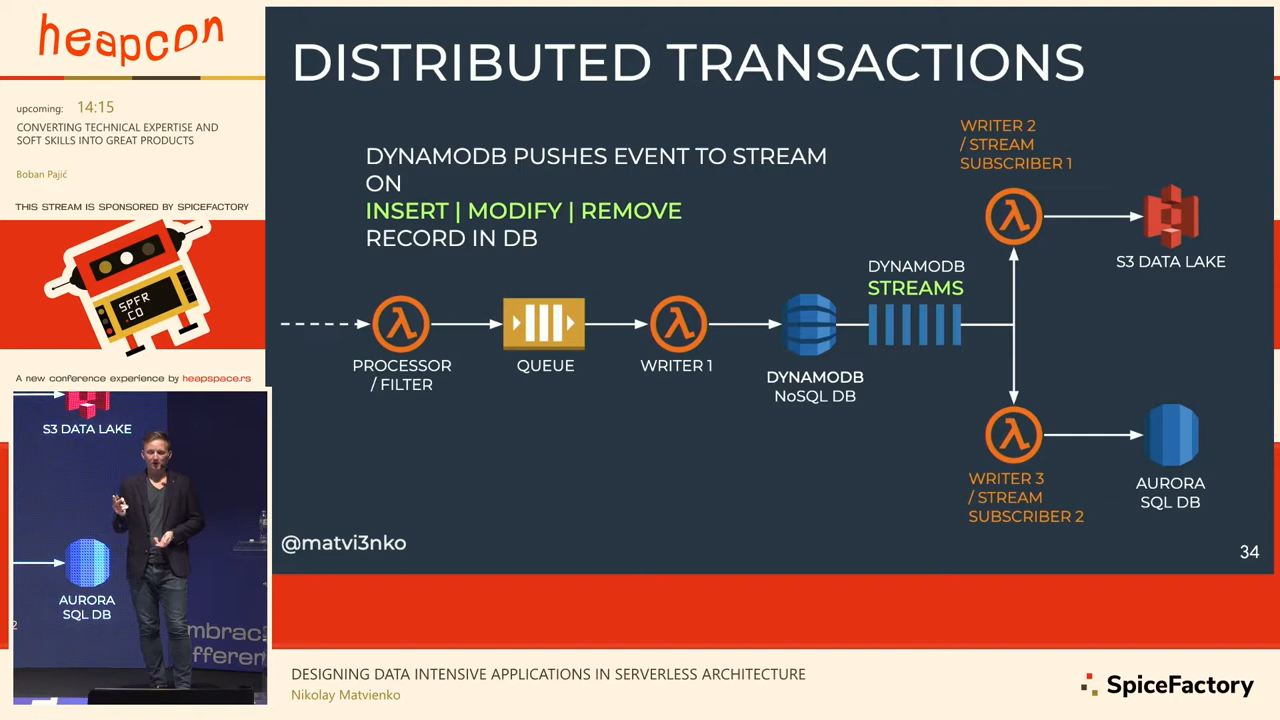 heapcon
upcoming: 14:15
CONVERTING TECHNICAL EXPERTISE AND
SOFT SKILLS INTO GREAT PRODUCTS
Boban Pajić
THIS STREAM IS SPONSORED BY SPICEFACTORY
SPFR
.CO
A new conference experience by heapspace.rs
DISTRIBUTED TRANSACTIONS
DYNAMODB PUSHES EVENT TO STREAM
ON
INSERT | MODIFY | REMOVE
RECORD IN DB
WRITER 2
/ STREAM
SUBSCRIBER 1
S3 DATA LAKE
DYNAMODB
STREAMS
PROCESSOR
/ FILTER
QUEUE
WRITER 1
DYNAMODB
NoSQL DB
WRITER 3
/ STREAM
SUBSCRIBER 2
AURORA
SQL DB
@matvi3nko
34
S3 DATA LAKE
AURORA
SQL DB
2
mbrac
fferen
DESIGNING DATA INTENSIVE APPLICATIONS IN SERVERLESS ARCHITECTURE
Nikolay Matvienko
SpiceFactory